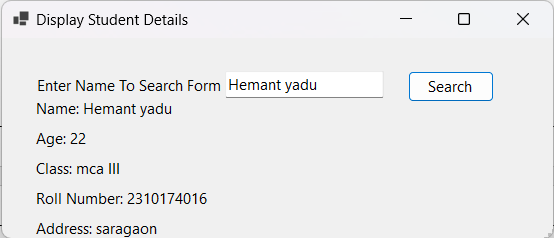 Display Student Details
Enter Name To Search Form Hemant yadu Search
Name: Hemant yadu
Age: 22
Class: mca III
Roll Number: 2310174016
Address: saragaon